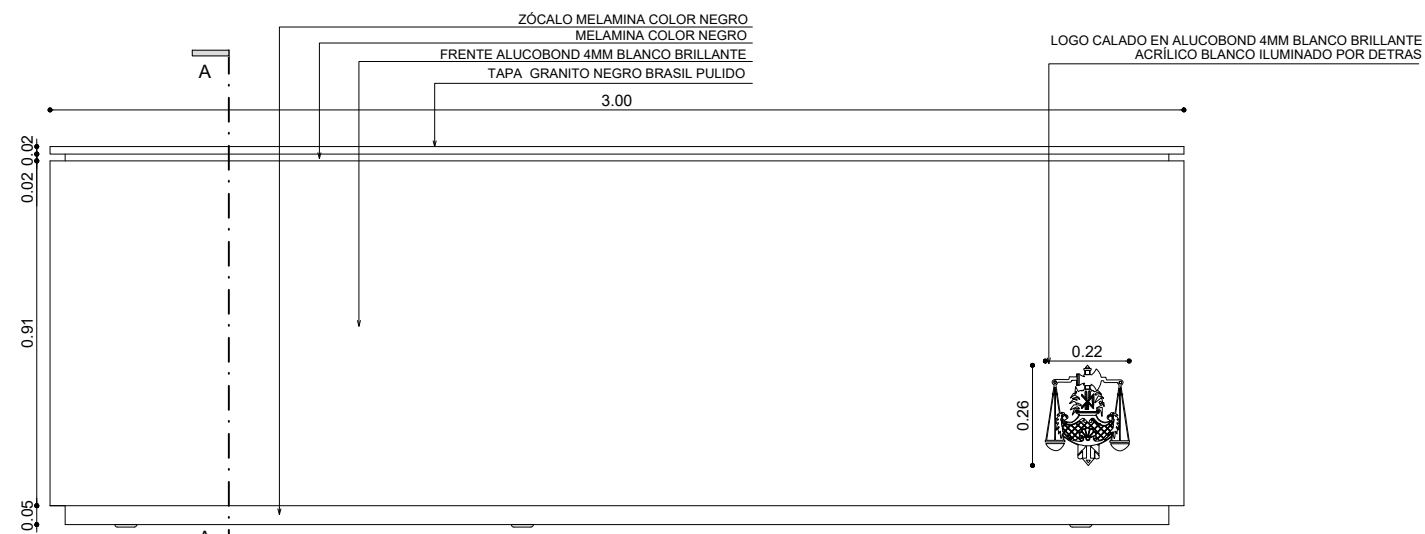 ZÓCALO MELAMINA COLOR NEGRO
MELAMINA COLOR NEGRO
FRENTE ALUCOBOND 4MM BLANCO BRILLANTE
TAPA GRANITO NEGRO BRASIL PULIDO
LOGO CALADO EN ALUCOBOND 4MM BLANCO BRILLANTE
ACRÍLICO BLANCO ILUMINADO POR DETRAS
A
3.00
0.02
0.02
0.91
0.22
0.26
0.05
A